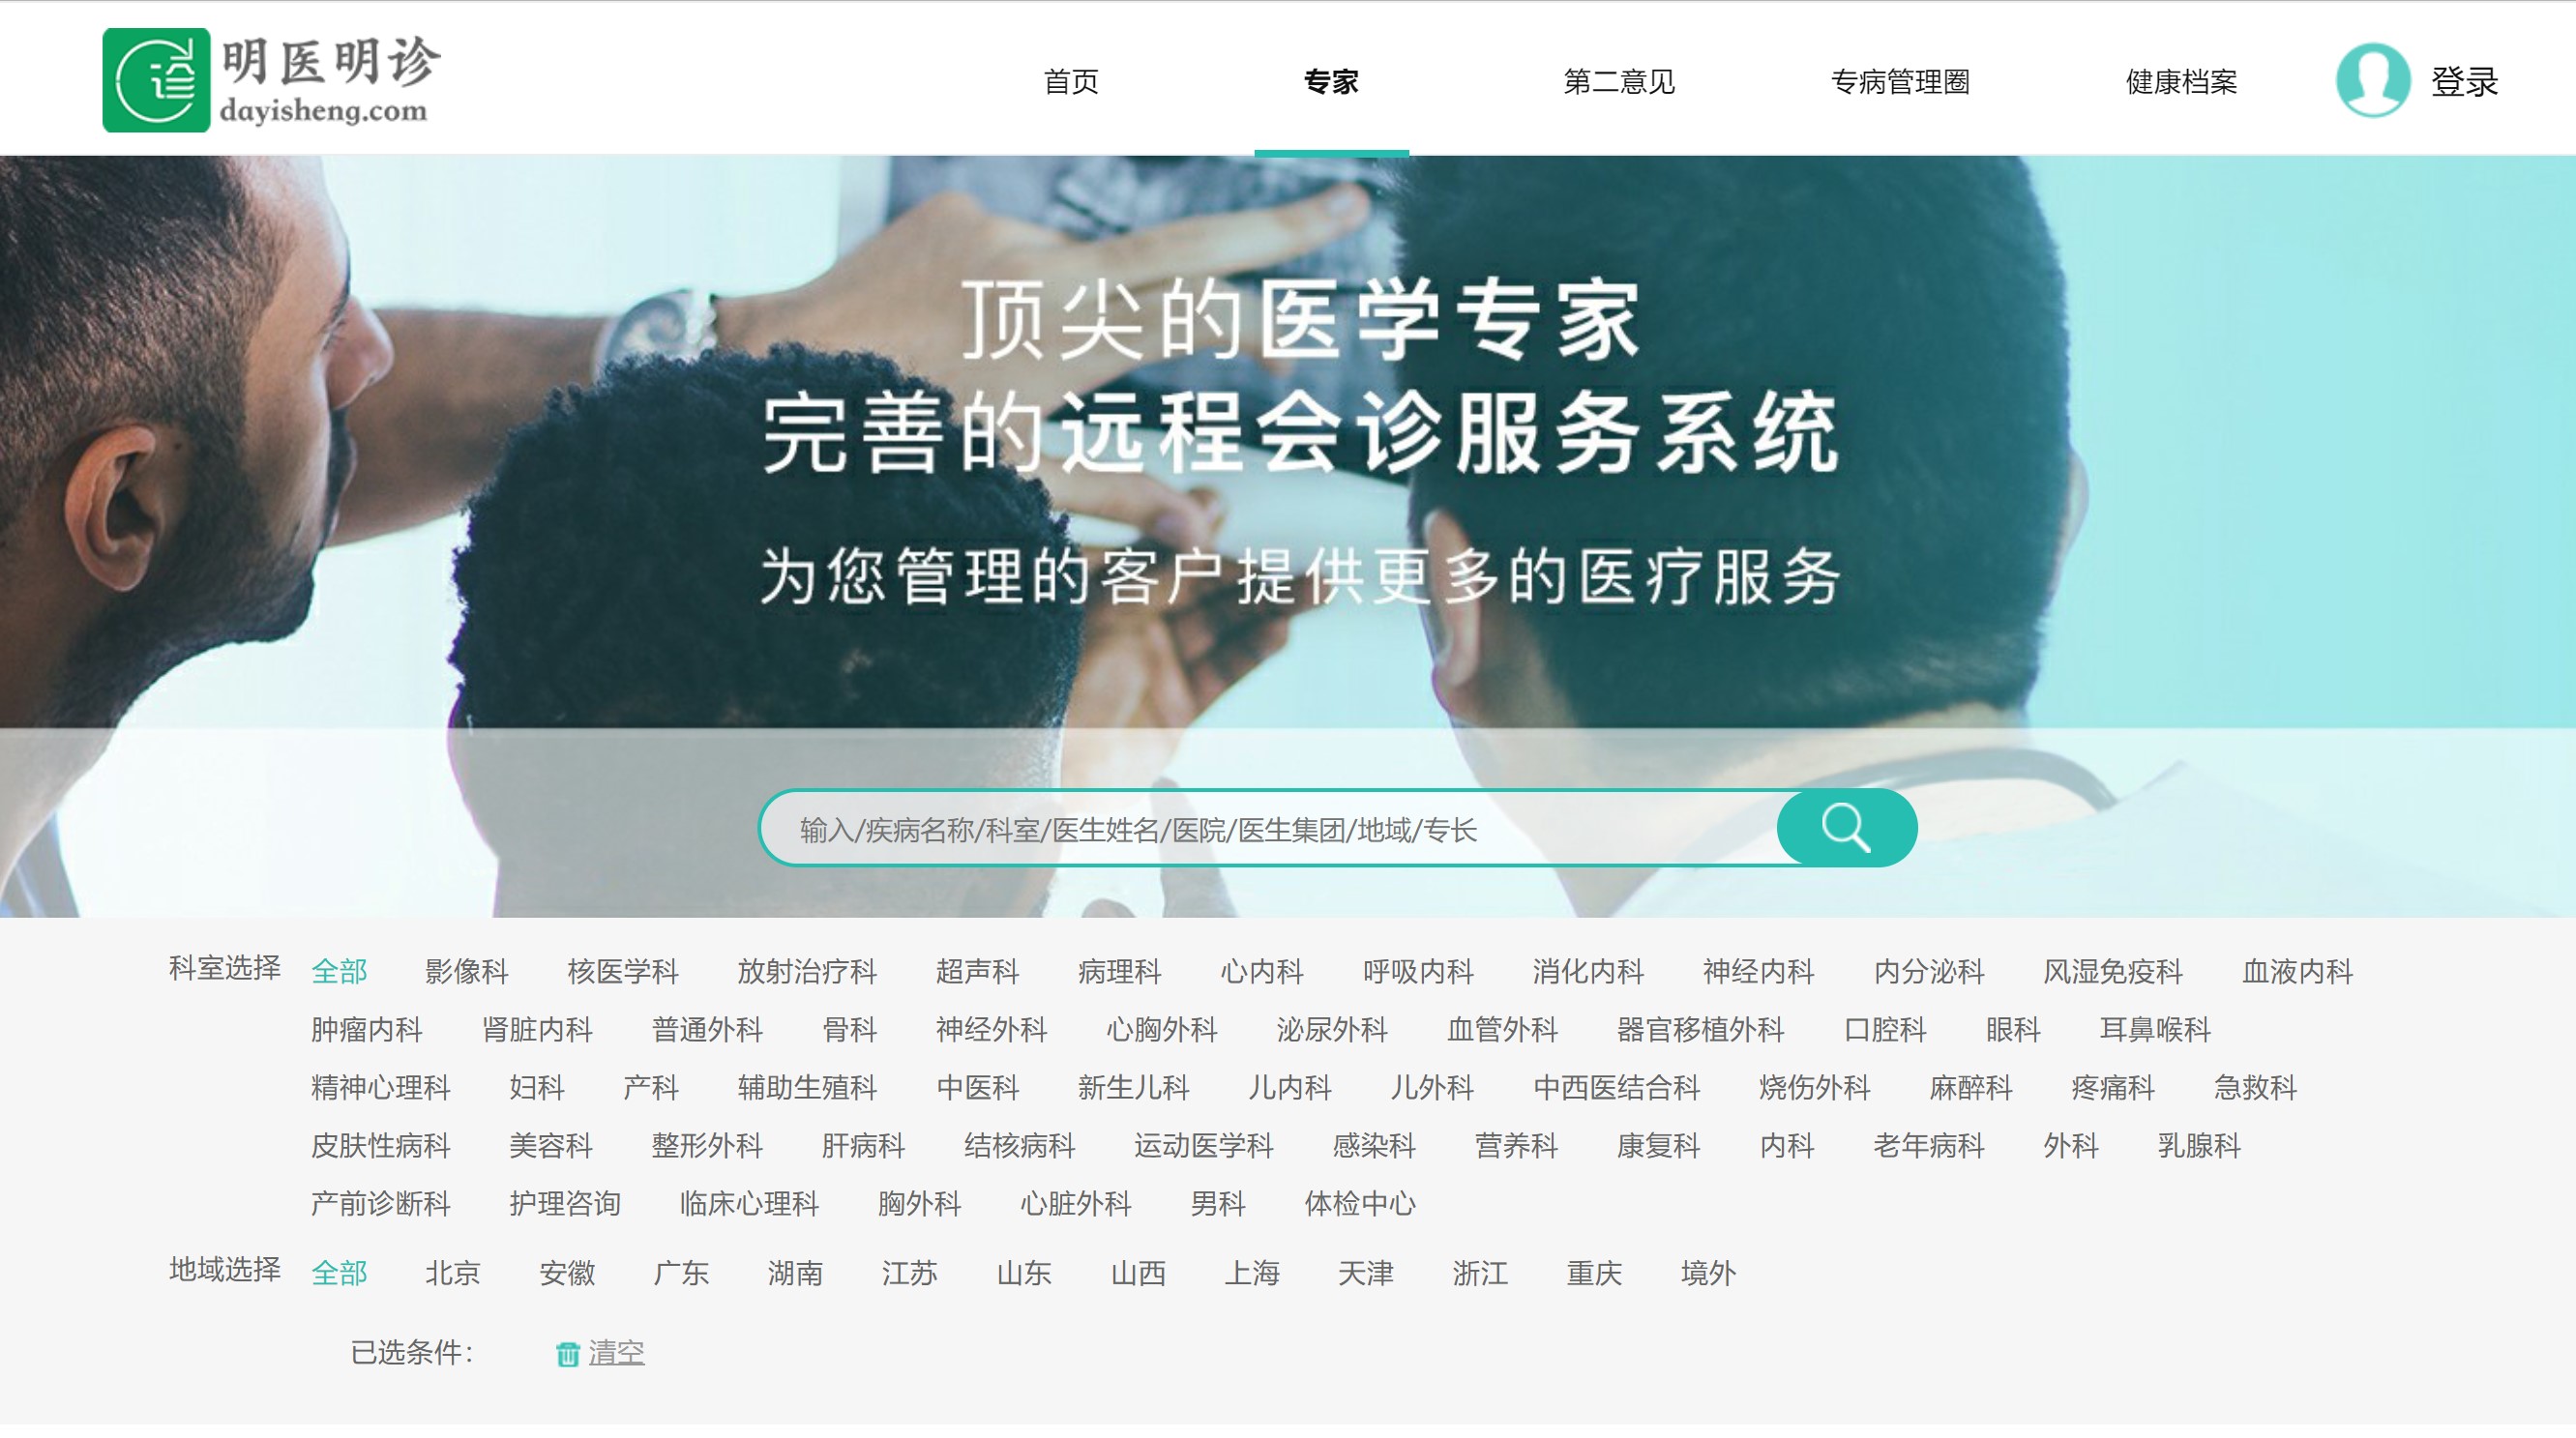 明医明诊
dayisheng.com
首页 专家 第二意见 专病管理圈 健康档案 登录
顶尖的医学专家
完善的远程会诊服务系统
为您管理的客户提供更多的医疗服务
输入/疾病名称/科室/医生姓名/医院/医生集团/地域/专长
科室选择 全部 影像科 核医学科 放射治疗科 超声科 病理科 心内科 呼吸内科 消化内科 神经内科 内分泌科 风湿免疫科 血液内科
肿瘤内科 肾脏内科 普通外科 骨科 神经外科 心胸外科 泌尿外科 血管外科 器官移植外科 口腔科 眼科 耳鼻喉科
精神心理科 妇科 产科 辅助生殖科 中医科 新生儿科 儿内科 儿外科 中西医结合科 烧伤外科 麻醉科 疼痛科 急救科
皮肤性病科 美容科 整形外科 肝病科 结核病科 运动医学科 感染科 营养科 康复科 内科 老年病科 外科 乳腺科
产前诊断科 护理咨询 临床心理科 胸外科 心脏外科 男科 体检中心
地域选择 全部 北京 安徽 广东 湖南 江苏 山东 山西 上海 天津 浙江 重庆 境外
已选条件： 清空